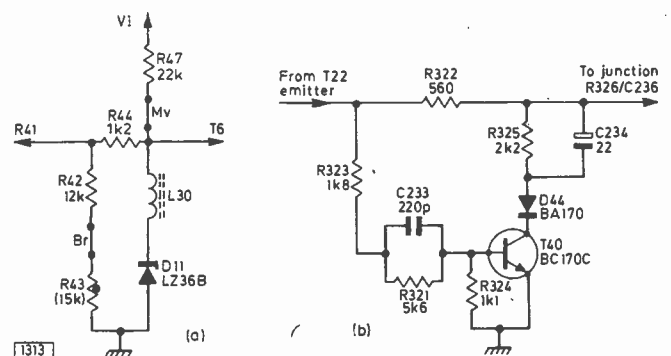 V1
R47
22k
Mv
R44
1k2
R41
T6
R42
12k
L30
Br
D11
LZ36B
R43
(15k)
1313
(a)
From T22
emitter
R322
560
To junction
R326/C236
R325
2k2
C234
22
R323
1k8
C233
220p
D44
BA170
T40
BC170C
R321
5k6
R324
1k1
(b)